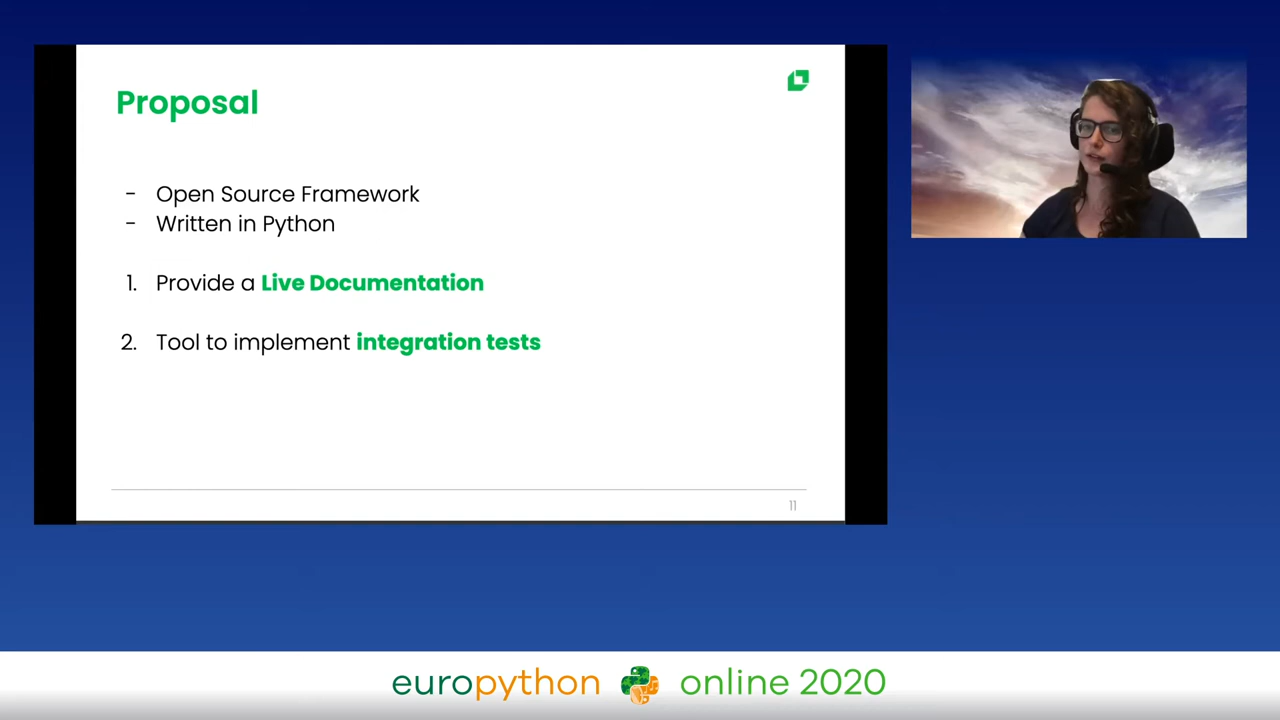 Proposal
- Open Source Framework
- Written in Python
1. Provide a Live Documentation
2. Tool to implement integration tests
11
europython online 2020